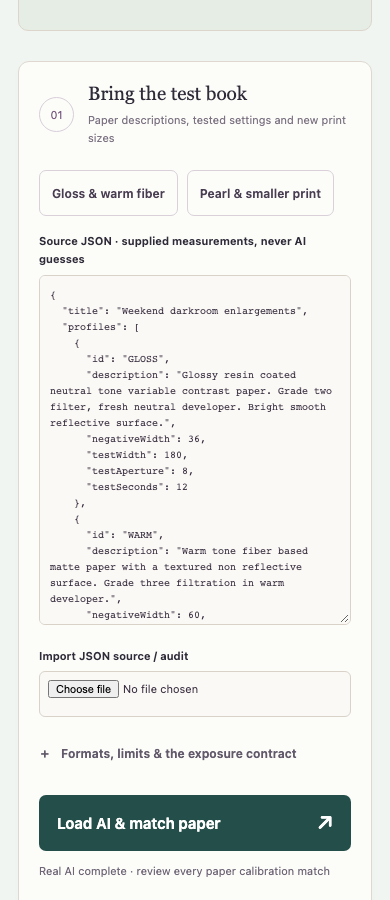 01
Bring the test book
Paper descriptions, tested settings and new print
sizes
Gloss & warm fiber
Pearl & smaller print
Source JSON · supplied measurements, never AI
guesses
{
  "title": "Weekend darkroom enlargements",
  "profiles": [
    {
      "id": "GLOSS",
      "description": "Glossy resin coated
neutral tone variable contrast paper. Grade two
filter, fresh neutral developer. Bright smooth
reflective surface.",
      "negativeWidth": 36,
      "testWidth": 180,
      "testAperture": 8,
      "testSeconds": 12
    },
    {
      "id": "WARM",
      "description": "Warm tone fiber based
matte paper with a textured non reflective
surface. Grade three filtration in warm
developer.",
      "negativeWidth": 60,
Import JSON source / audit
Choose file No file chosen
+ Formats, limits & the exposure contract
Load AI & match paper
Real AI complete · review every paper calibration match